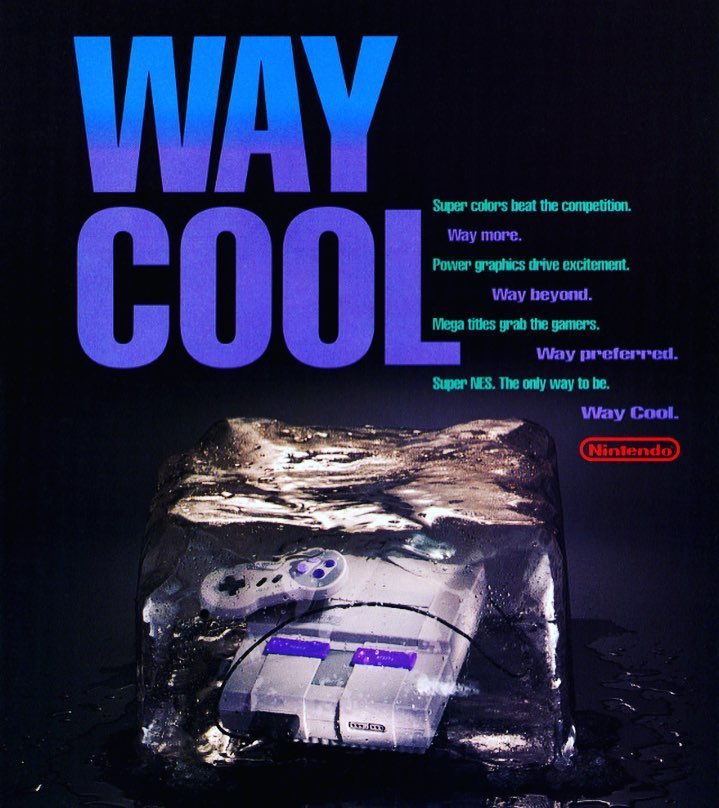 WAY
COOL
Super colors beat the competition.
Way more.
Power graphics drive excitement.
Way beyond.
Mega titles grab the gamers.
Way preferred.
Super NES. The only way to be.
Way Cool.
Nintendo